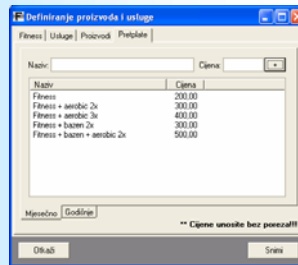 Definiranje proizvoda i usluge
Fitness Usluge Proizvodi Pretplate
Naziv: Cijena: +
Naziv Cijena
Fitness 200,00
Fitness + aerobic 2x 300,00
Fitness + aerobic 3x 400,00
Fitness + bazen 2x 300,00
Fitness + bazen + aerobic 2x 500,00
Mjesečno Godišnje
** Cijene unosite bez poreza!!!
Otkaži Snimi